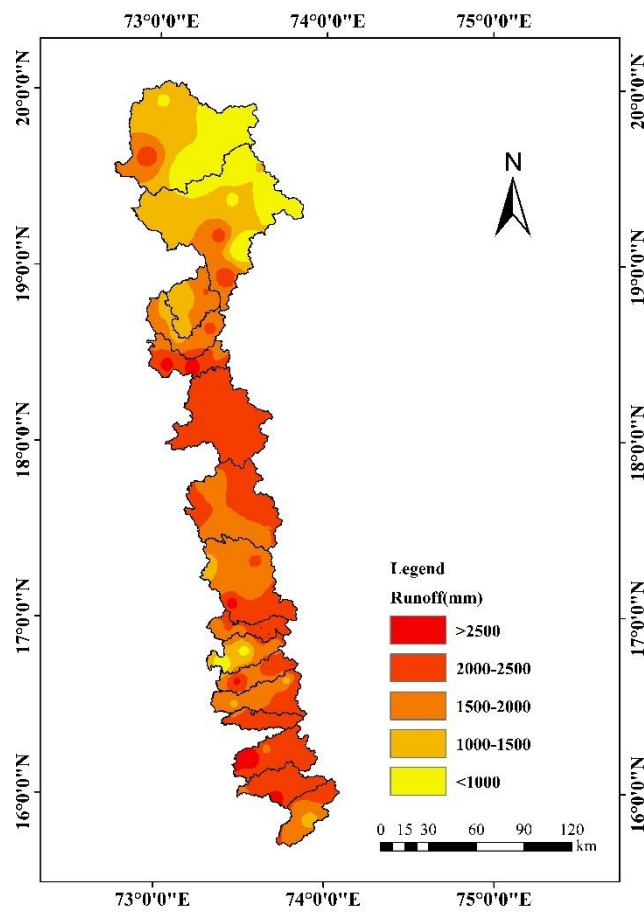 73°0'0"E 74°0'0"E 75°0'0"E
20°0'0"N 20°0'0"N
N
19°0'0"N 19°0'0"N
18°0'0"N 18°0'0"N
Legend
Runoff(mm)
17°0'0"N 17°0'0"N
>2500
2000-2500
1500-2000
1000-1500
<1000
16°0'0"N 16°0'0"N
0 15 30 60 90 120
km
73°0'0"E 74°0'0"E 75°0'0"E